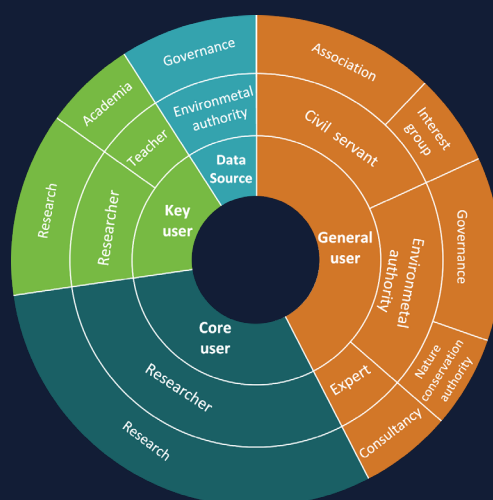 Governance
Association
Academia
Interest
group
Environmetal
authority
Civil servant
Teacher
Data
Source
Research
Researcher
Key
user
General
user
Environmetal
authority
Governance
Core
user
Expert
Nature
conservation
authority
Researcher
Consultancy
Research